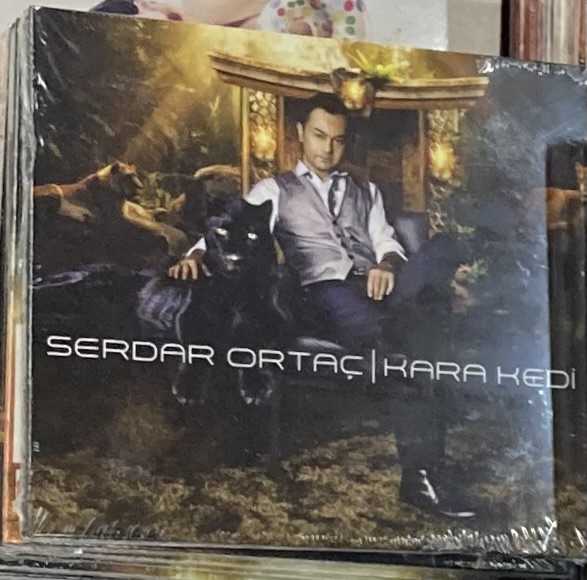 SERDAR ORTAÇ | KARA KEDİ